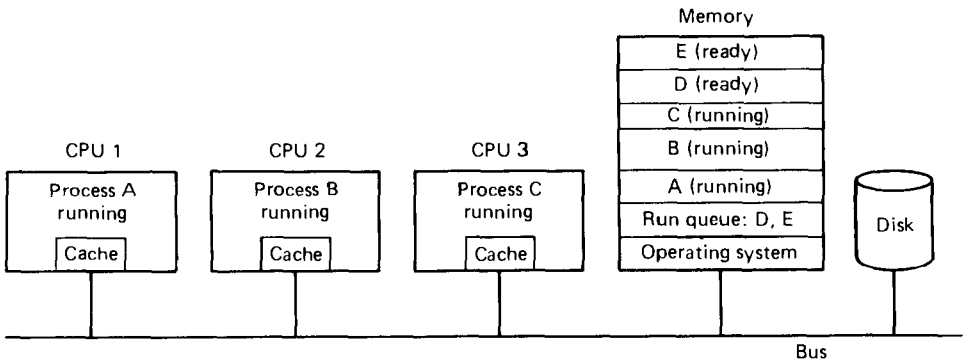 Memory
E (ready)
D (ready)
C (running)
B (running)
A (running)
Run queue: D, E
Operating system
CPU 1
Process A
running
Cache
CPU 2
Process B
running
Cache
CPU 3
Process C
running
Cache
Disk
Bus